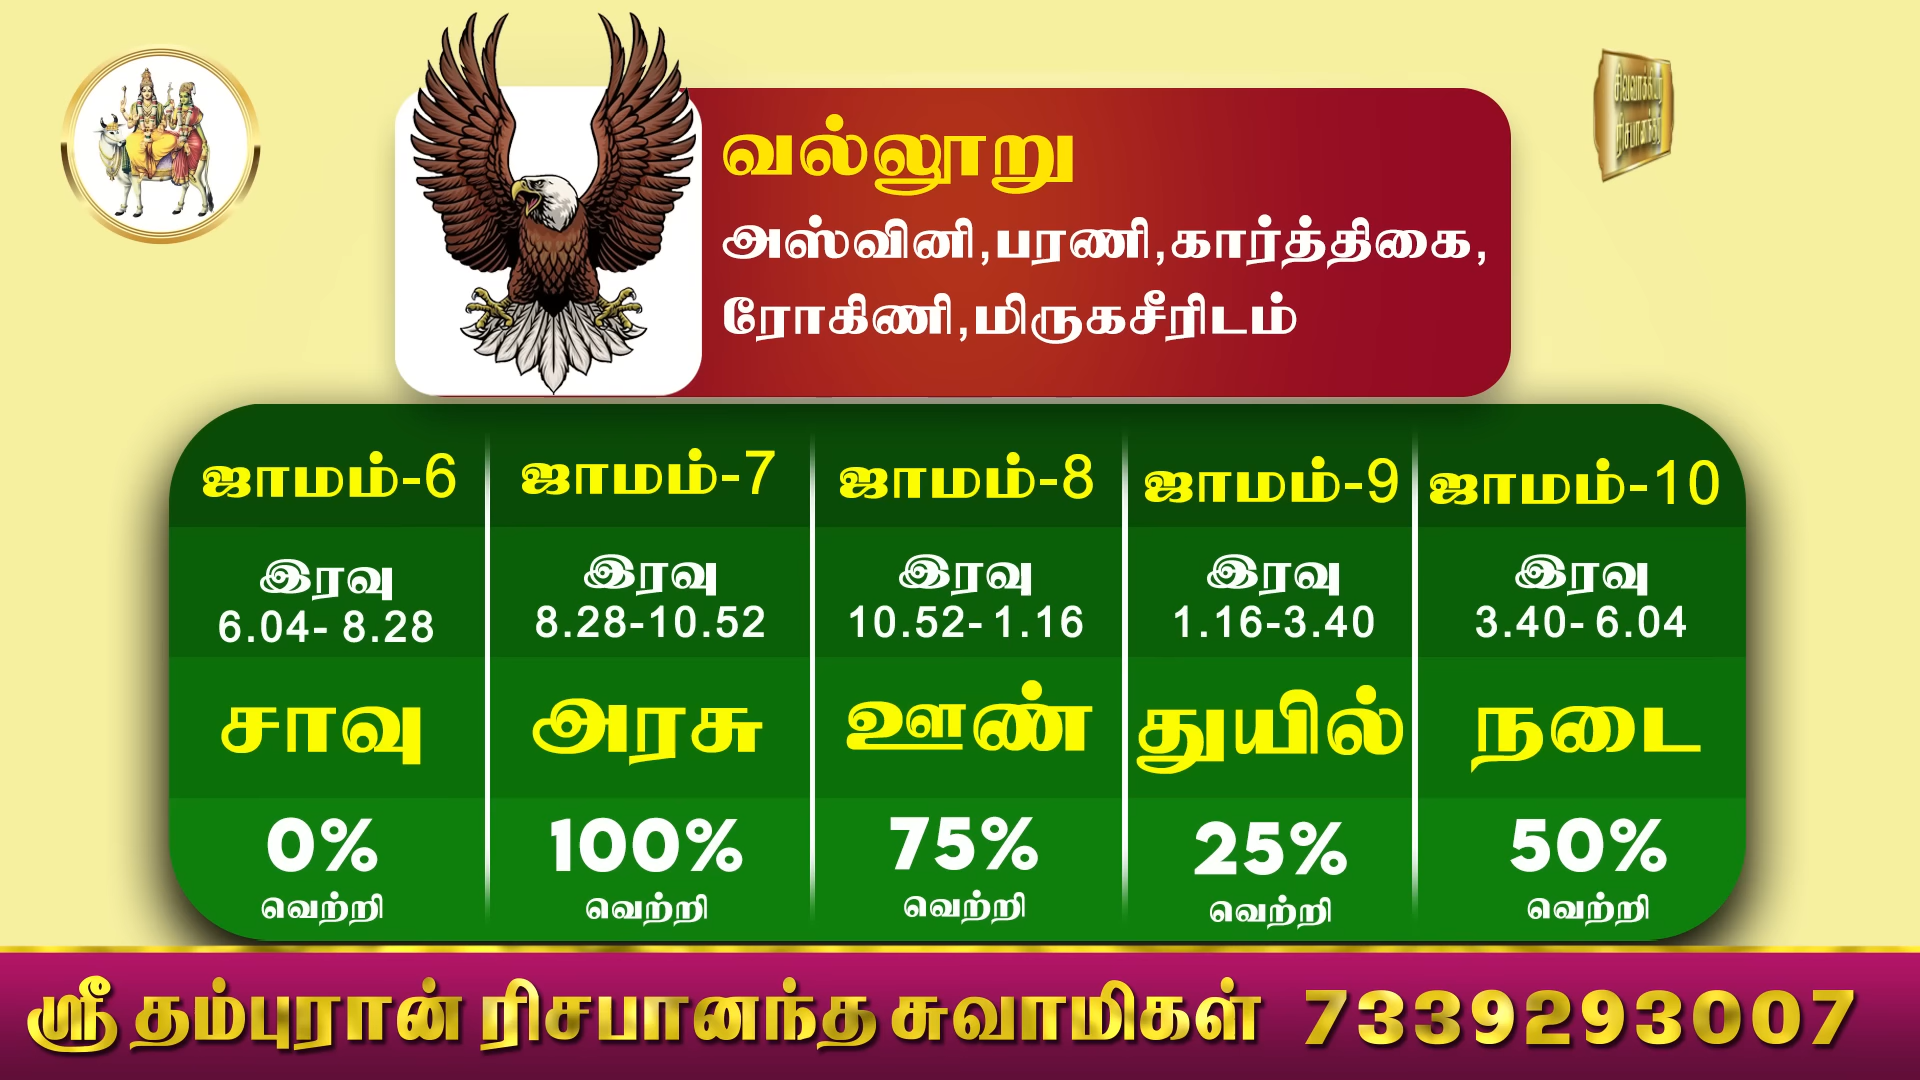 வல்லூறு
அஸ்வினி,பரணி,கார்த்திகை,
ரோகிணி,மிருகசீரிடம்
ஜாமம்-6 ஜாமம்-7 ஜாமம்-8 ஜாமம்-9 ஜாமம்-10
இரவு இரவு இரவு இரவு இரவு
6.04- 8.28 8.28-10.52 10.52- 1.16 1.16-3.40 3.40- 6.04
சாவு அரசு ஊண் துயில் நடை
0% 100% 75% 25% 50%
வெற்றி வெற்றி வெற்றி வெற்றி வெற்றி
ஸ்ரீ தம்புரான் ரிசபானந்த சுவாமிகள் 7339293007